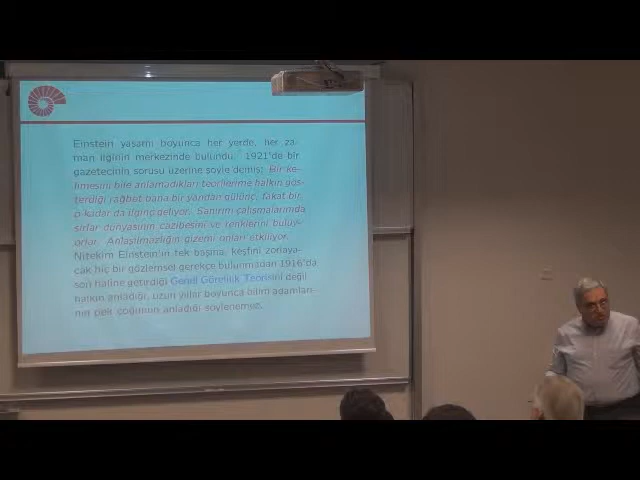 Einstein yaşamı boyunca her yerde, her za-
man ilginin merkezinde bulundu. 1921'de bir
gazetecinin sorusu üzerine şöyle demiş: Bir ke-
limesini bile anlamadıkları teorilerime halkın gös-
terdiği rağbet bana bir yandan gülünç, fakat bir
o kadar da ilginç geliyor. Sanırım çalışmalarımda
sırlar dünyasının cazibesini ve renklerini buluy-
orlar. Anlaşılmazlığın gizemi onları etkiliyor.
Nitekim Einstein'ın tek başına, keşfini zorlaya-
cak hiç bir gözlemsel gerekçe bulunmadan 1916'da
son haline getirdiği Genel Görelilik Teorisini değil
halkın anladığı, uzun yıllar boyunca bilim adamları-
nın pek çoğunun anladığı söylenemez.